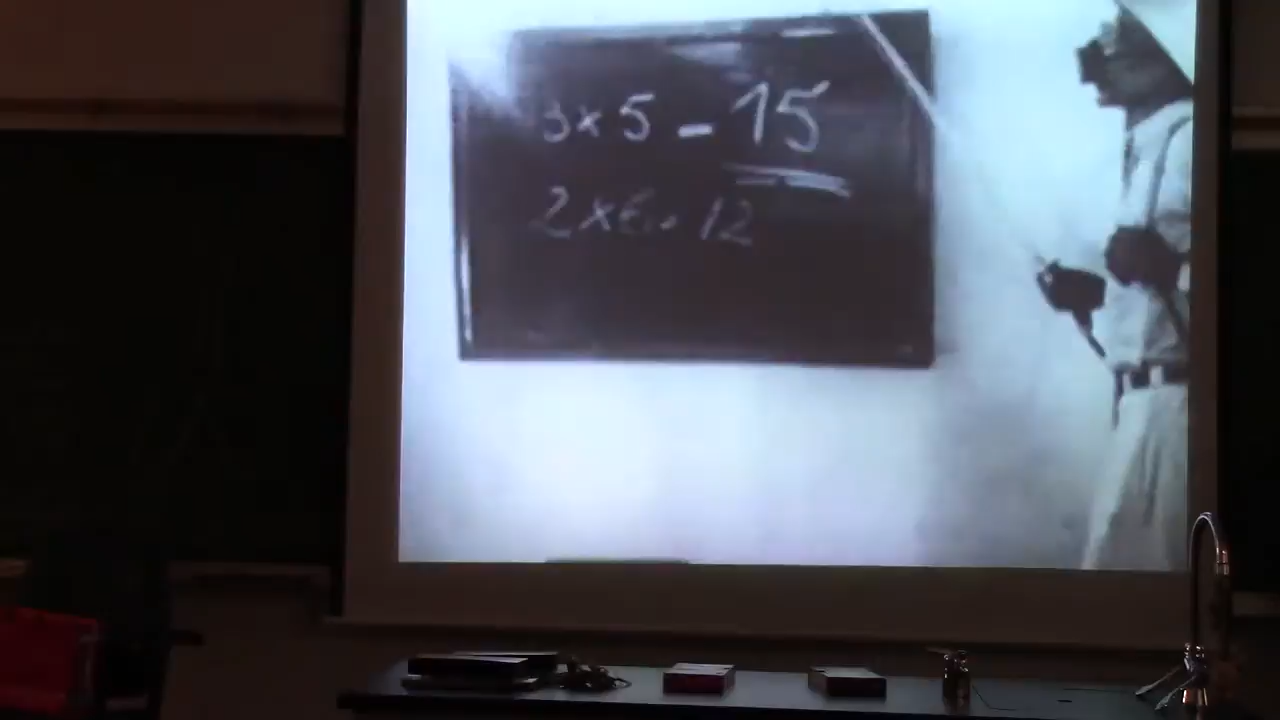 3 x 5 = 15
2 x 6 = 12